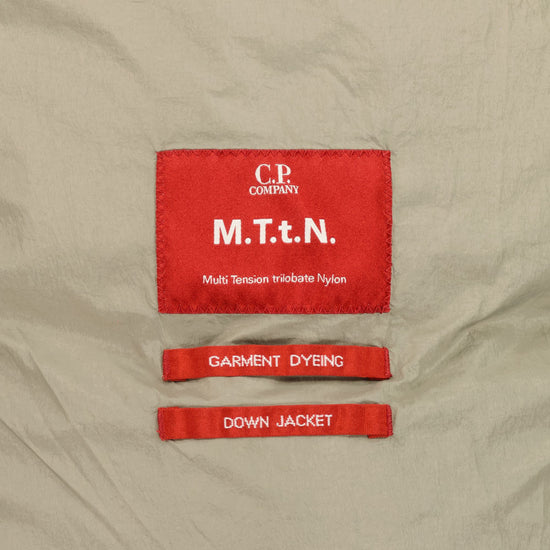 C.P.
COMPANY
M.T.t.N.
Multi Tension trilobate Nylon
GARMENT DYEING
DOWN JACKET